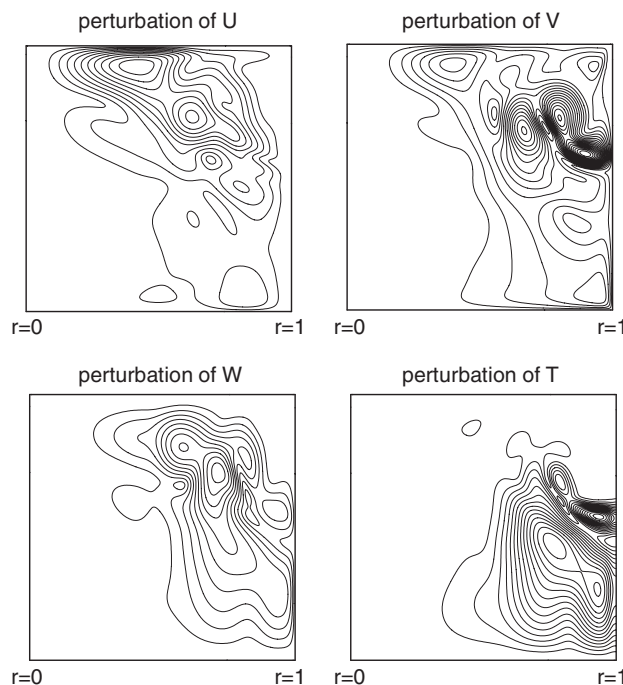 perturbation of U
perturbation of V
r=0
r=1
r=0
r=1
perturbation of W
perturbation of T
r=0
r=1
r=0
r=1